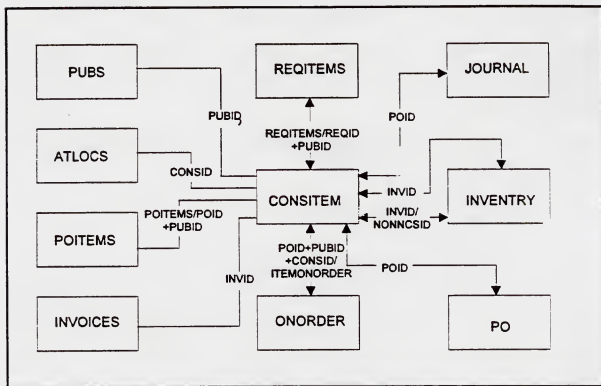 PUBS
REQITEMS
JOURNAL
PUBID
REQITEMS/REQID
+PUBID
POID
ATLOCS
CONSID
CONSITEM
INVID
INVENTRY
INVID/
NONNCSID
POITEMS
POITEMS/POID
+PUBID
POID+PUBID
+CONSID/
ITEMONORDER
INVID
POID
INVOICES
ONORDER
PO